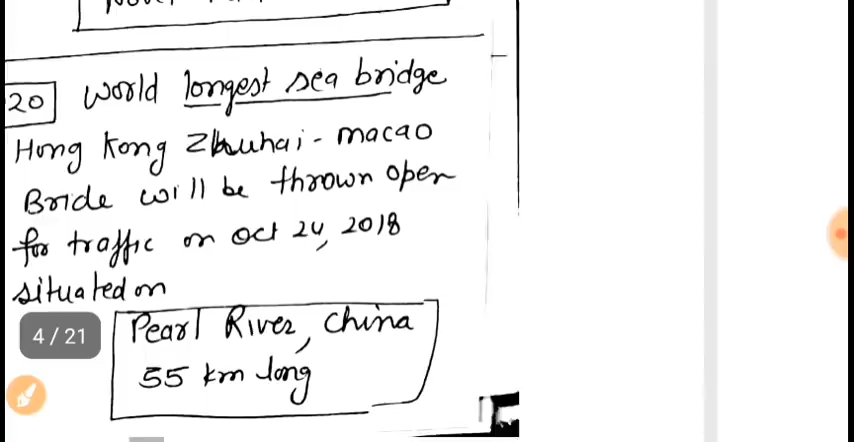 20 World longest sea bridge
Hong Kong Zhuhai - macao
Bride will be thrown open
for traffic on Oct 24, 2018
situated on
Pearl River, China
55 km long
4 / 21